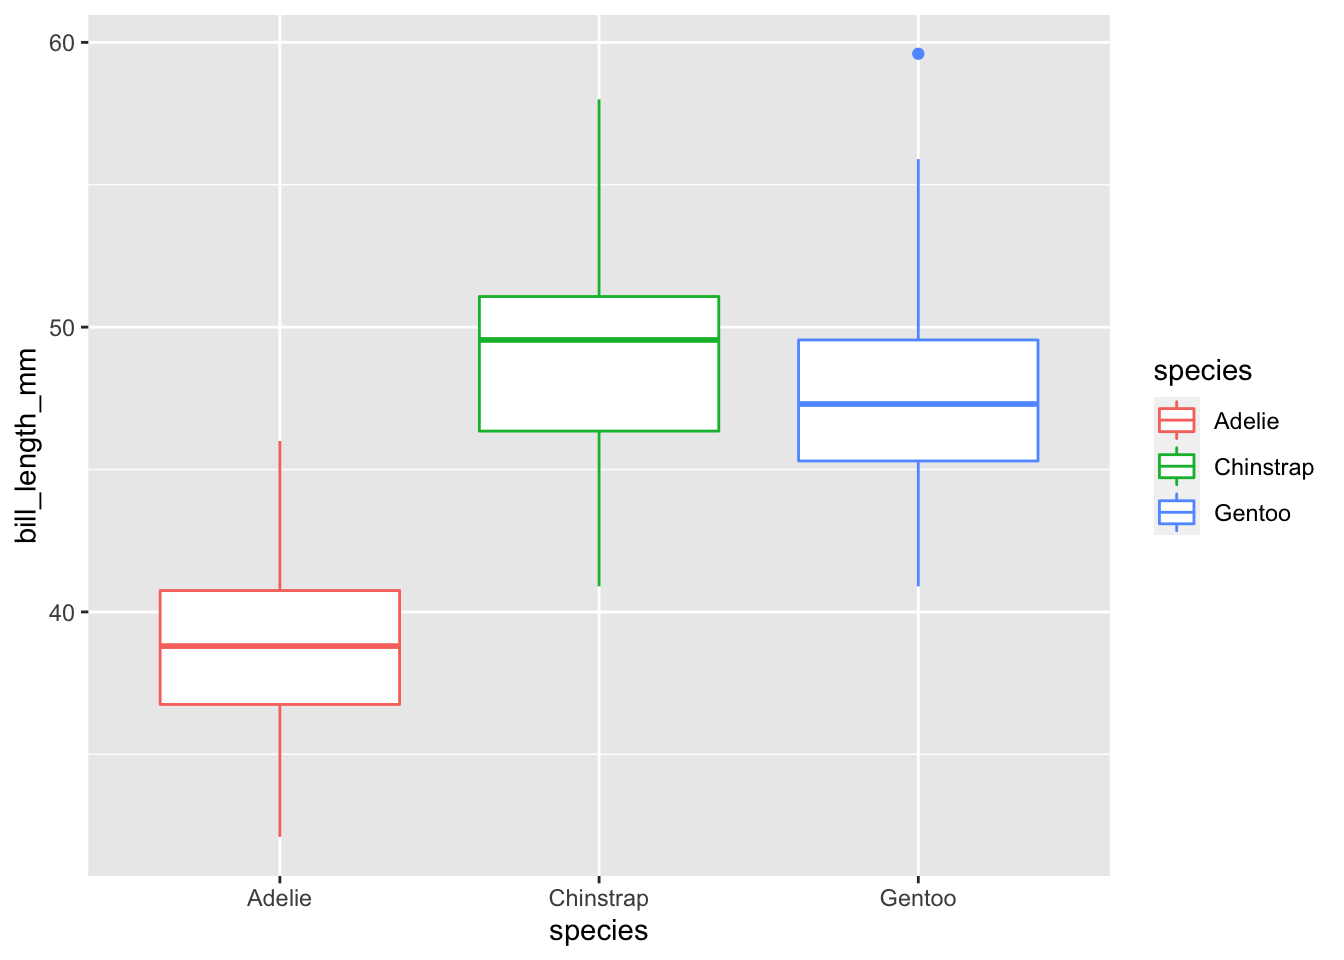 60
50
40
bill_length_mm
Adelie
Chinstrap
Gentoo
species
species
Adelie
Chinstrap
Gentoo